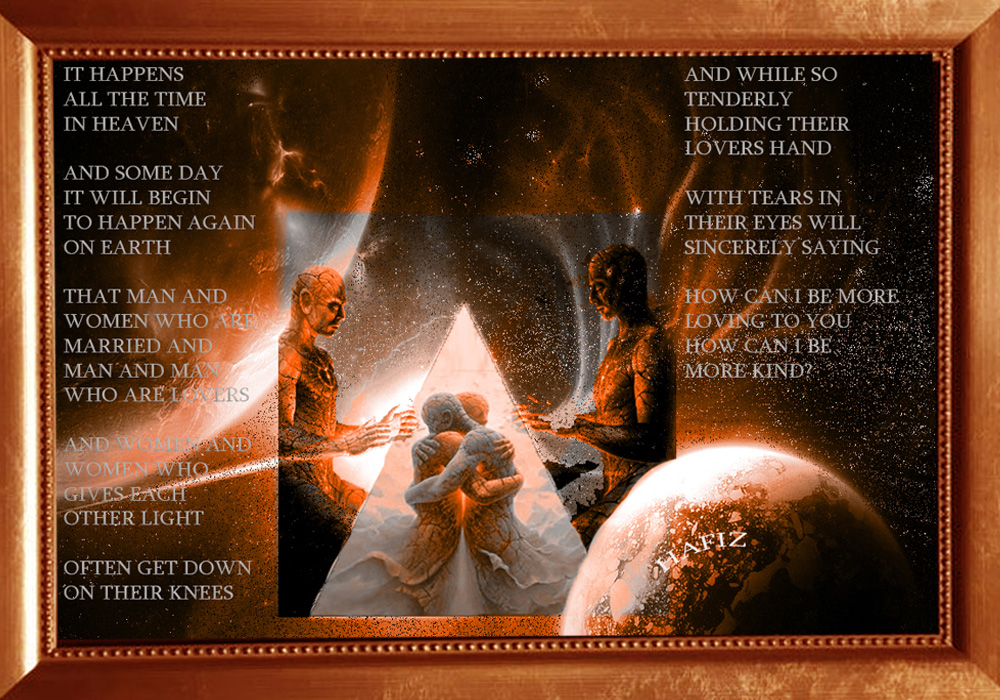 IT HAPPENS
ALL THE TIME
IN HEAVEN
AND SOME DAY
IT WILL BEGIN
TO HAPPEN AGAIN
ON EARTH
THAT MAN AND
WOMEN WHO ARE
MARRIED AND
MAN AND MAN
WHO ARE LOVERS
AND WOMEN AND
WOMEN WHO
GIVES EACH
OTHER LIGHT
OFTEN GET DOWN
ON THEIR KNEES
AND WHILE SO
TENDERLY
HOLDING THEIR
LOVERS HAND
WITH TEARS IN
THEIR EYES WILL
SINCERELY SAYING
HOW CAN I BE MORE
LOVING TO YOU
HOW CAN I BE
MORE KIND?
HAFIZ